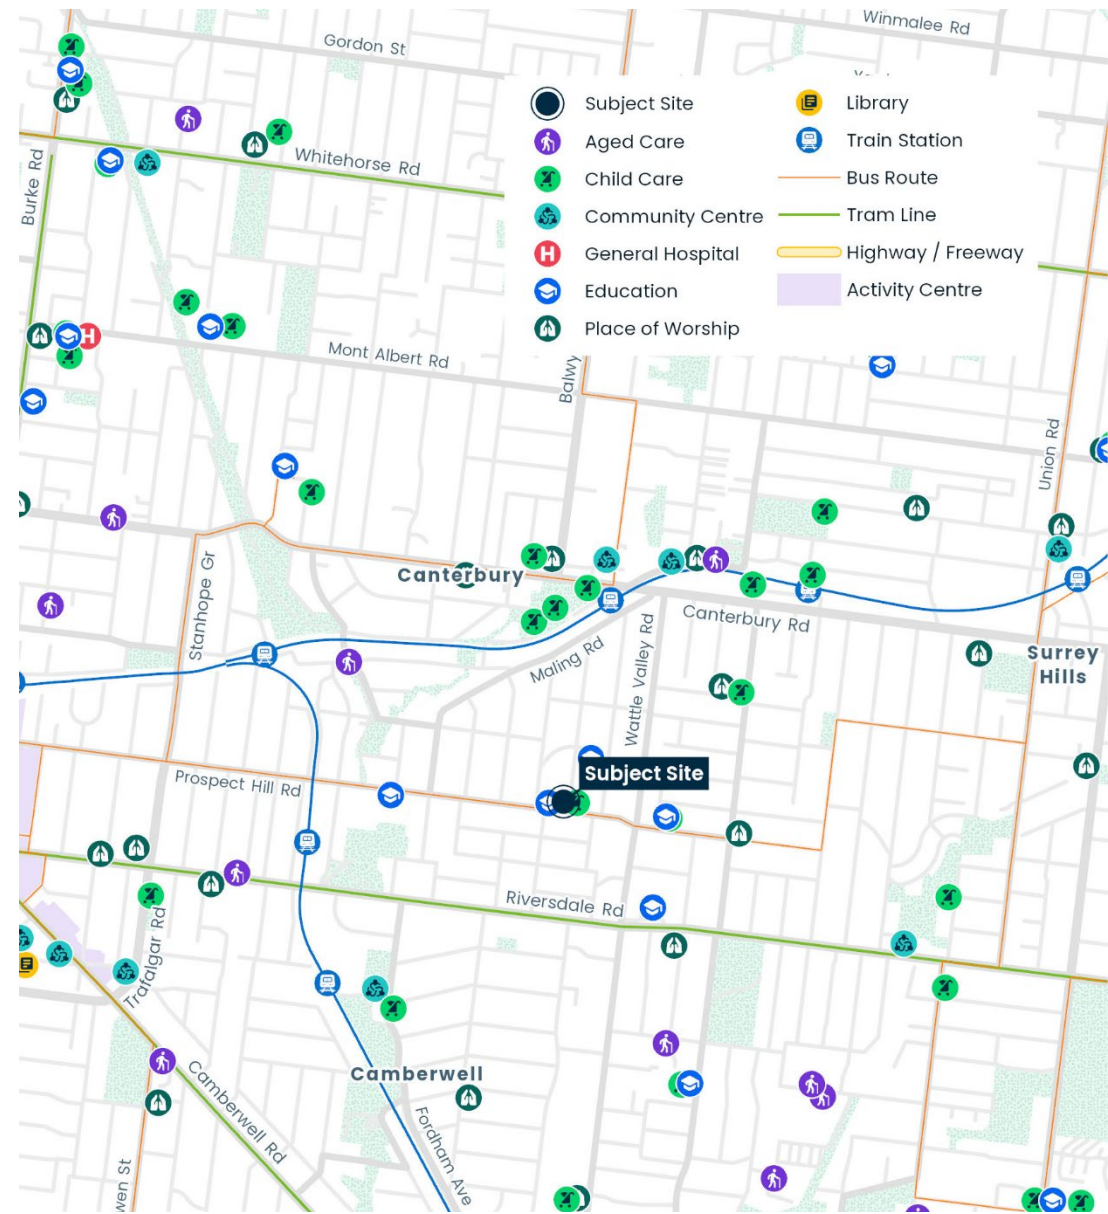 Winmalee Rd
Gordon St
Subject Site
Library
Aged Care
Train Station
Whitehorse Rd
Child Care
Bus Route
Burke Rd
Community Centre
Tram Line
General Hospital
H
Highway / Freeway
Education
Activity Centre
Place of Worship
H
Mont Albert Rd
Balwy
Union Rd
Canterbury
Stanhope Gr
Canterbury Rd
Maling Rd
Wattle Valley Rd
Surrey
Hills
Subject Site
Prospect Hill Rd
Riversdale Rd
Trafalgar Rd
Camberwell
Camberwell Rd
Fordham Ave
wen St